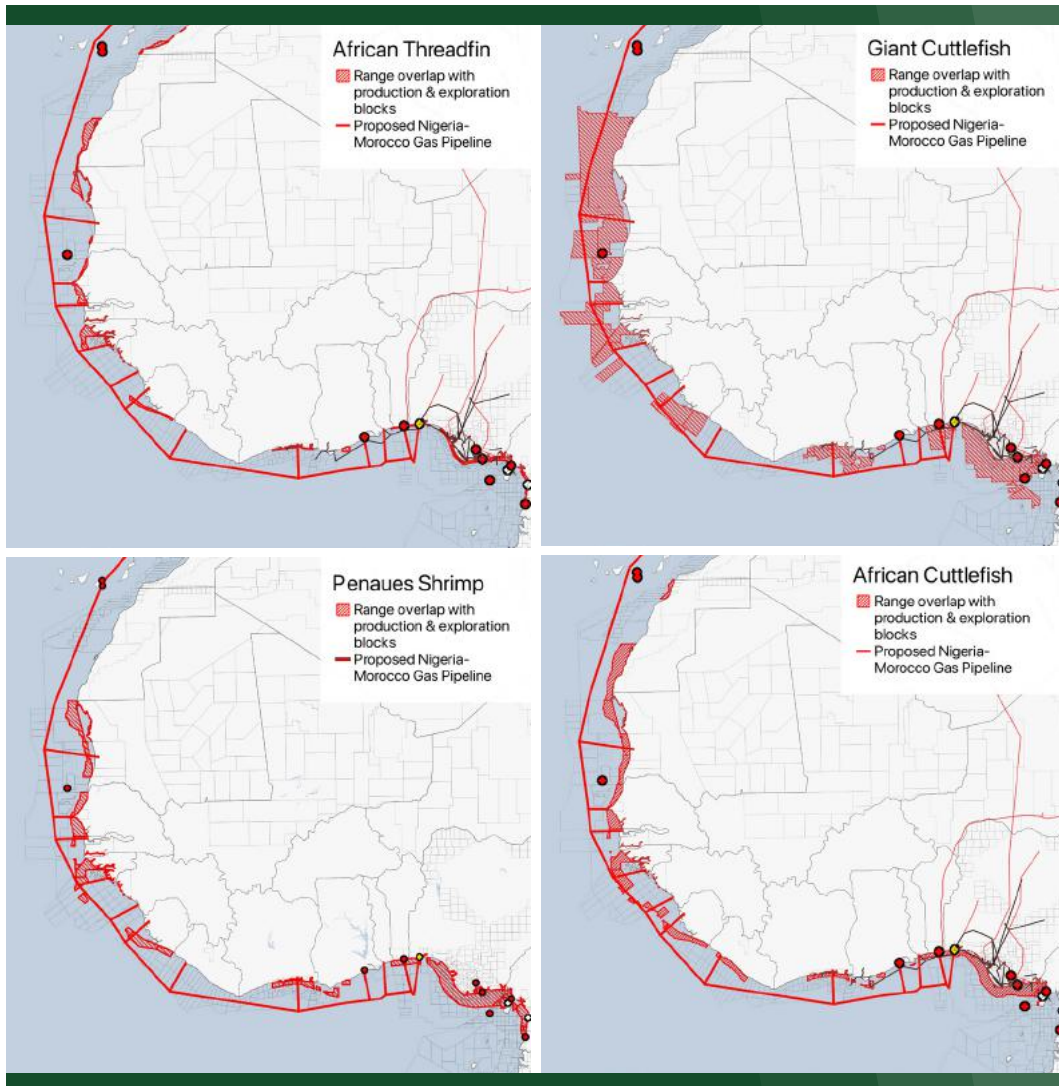 African Threadfin
Range overlap with
production & exploration
blocks
Proposed Nigeria-
Morocco Gas Pipeline
Giant Cuttlefish
Range overlap with
production & exploration
blocks
Proposed Nigeria-
Morocco Gas Pipeline
Penaues Shrimp
Range overlap with
production & exploration
blocks
Proposed Nigeria-
Morocco Gas Pipeline
African Cuttlefish
Range overlap with
production & exploration
blocks
Proposed Nigeria-
Morocco Gas Pipeline